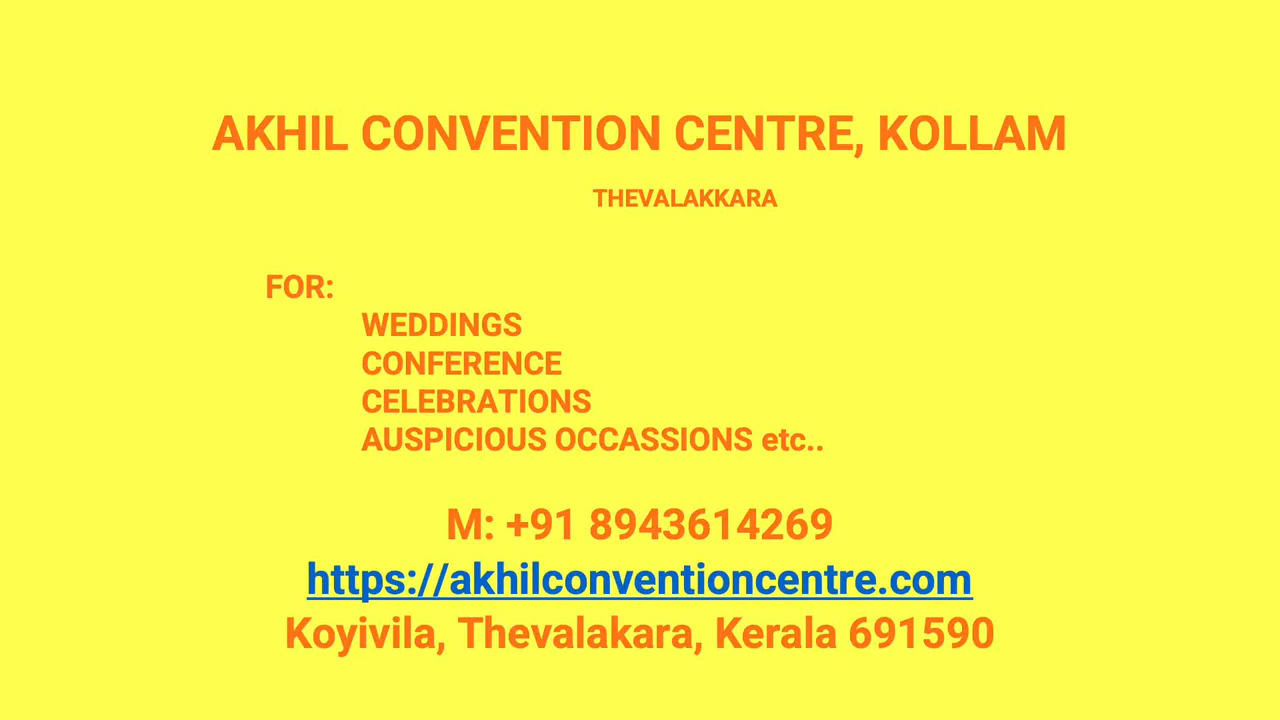 AKHIL CONVENTION CENTRE, KOLLAM
THEVALAKKARA
FOR:
WEDDINGS
CONFERENCE
CELEBRATIONS
AUSPICIOUS OCCASSIONS etc..
M: +91 8943614269
https://akhilconventioncentre.com
Koyivila, Thevalakara, Kerala 691590